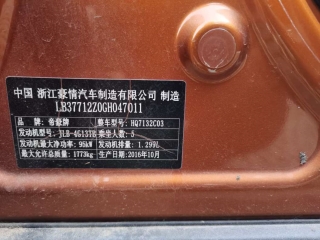 中国 浙江豪情汽车制造有限公司 制造
LB37712Z0GH047011
品 牌：帝豪牌 整车型号：HQ7132C03
发动机型号：JLB-4G13TB 乘坐人数：5
发动机最大净功率：95kW 发动机排量：1.299L
最大允许总质量：1773kg 生产日期：2016年10月